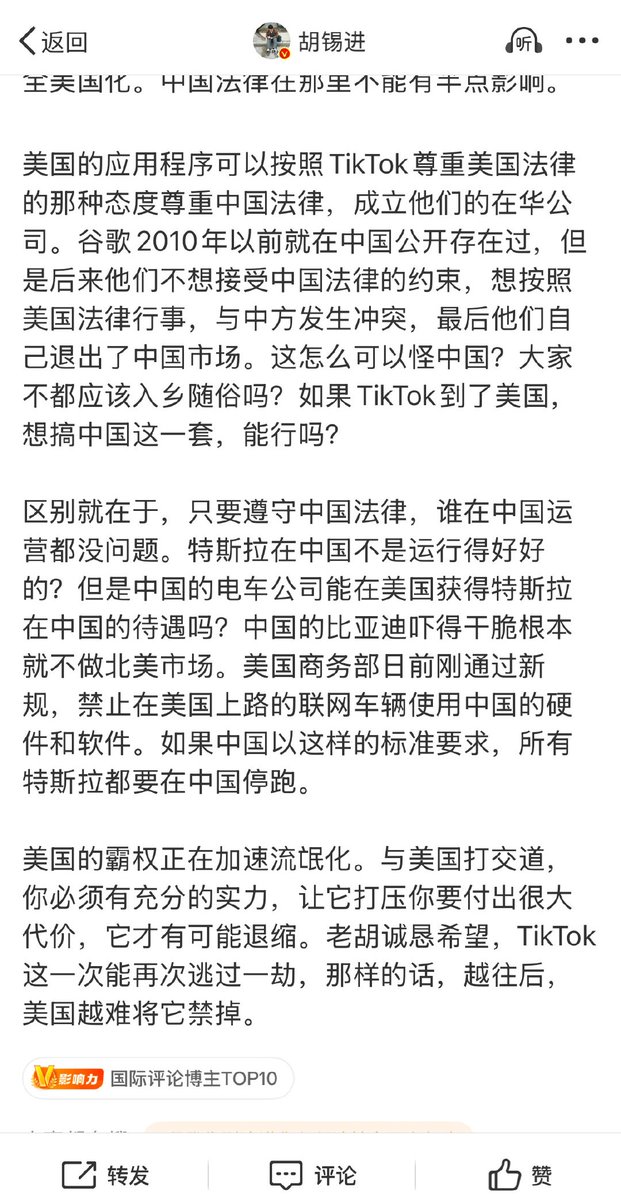 返回
胡锡进
听
全美国化。中国法律在那里不能有半点影响。
美国的应用程序可以按照TikTok尊重美国法律
的那种态度尊重中国法律，成立他们的在华公
司。谷歌2010年以前就在中国公开存在过，但
是后来他们不想接受中国法律的约束，想按照
美国法律行事，与中方发生冲突，最后他们自
己退出了中国市场。这怎么可以怪中国？大家
不都应该入乡随俗吗？如果TikTok到了美国，
想搞中国这一套，能行吗？
区别就在于，只要遵守中国法律，谁在中国运
营都没问题。特斯拉在中国不是运行得好好
的？但是中国的电车公司能在美国获得特斯拉
在中国的待遇吗？中国的比亚迪吓得干脆根本
就不做北美市场。美国商务部日前刚通过新
规，禁止在美国上路的联网车辆使用中国的硬
件和软件。如果中国以这样的标准要求，所有
特斯拉都要在中国停跑。
美国的霸权正在加速流氓化。与美国打交道，
你必须有充分的实力，让它打压你要付出很大
代价，它才有可能退缩。老胡诚恳希望，TikTok
这一次能再次逃过一劫，那样的话，越往后，
美国越难将它禁掉。
影响力 国际评论博主TOP10
转发
评论
赞